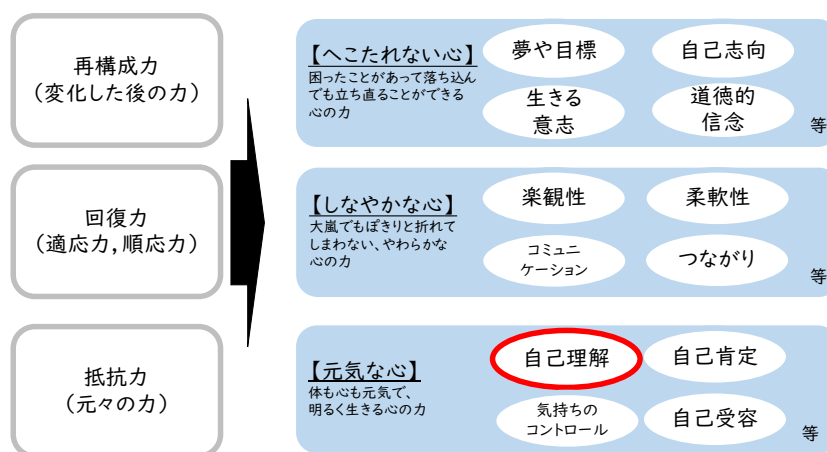 再構成力
（変化した後の力）
【へこたれない心】
困ったことがあって落ち込ん
でも立ち直ることができる
心の力
夢や目標
自己志向
生きる
意志
道徳的
信念
等
回復力
（適応力，順応力）
【しなやかな心】
大嵐でもぽきりと折れて
しまわない、やわらかな
心の力
楽観性
柔軟性
コミュニ
ケーション
つながり
等
抵抗力
（元々の力）
【元気な心】
体も心も元気で、
明るく生きる心の力
自己理解
自己肯定
気持ちの
コントロール
自己受容
等